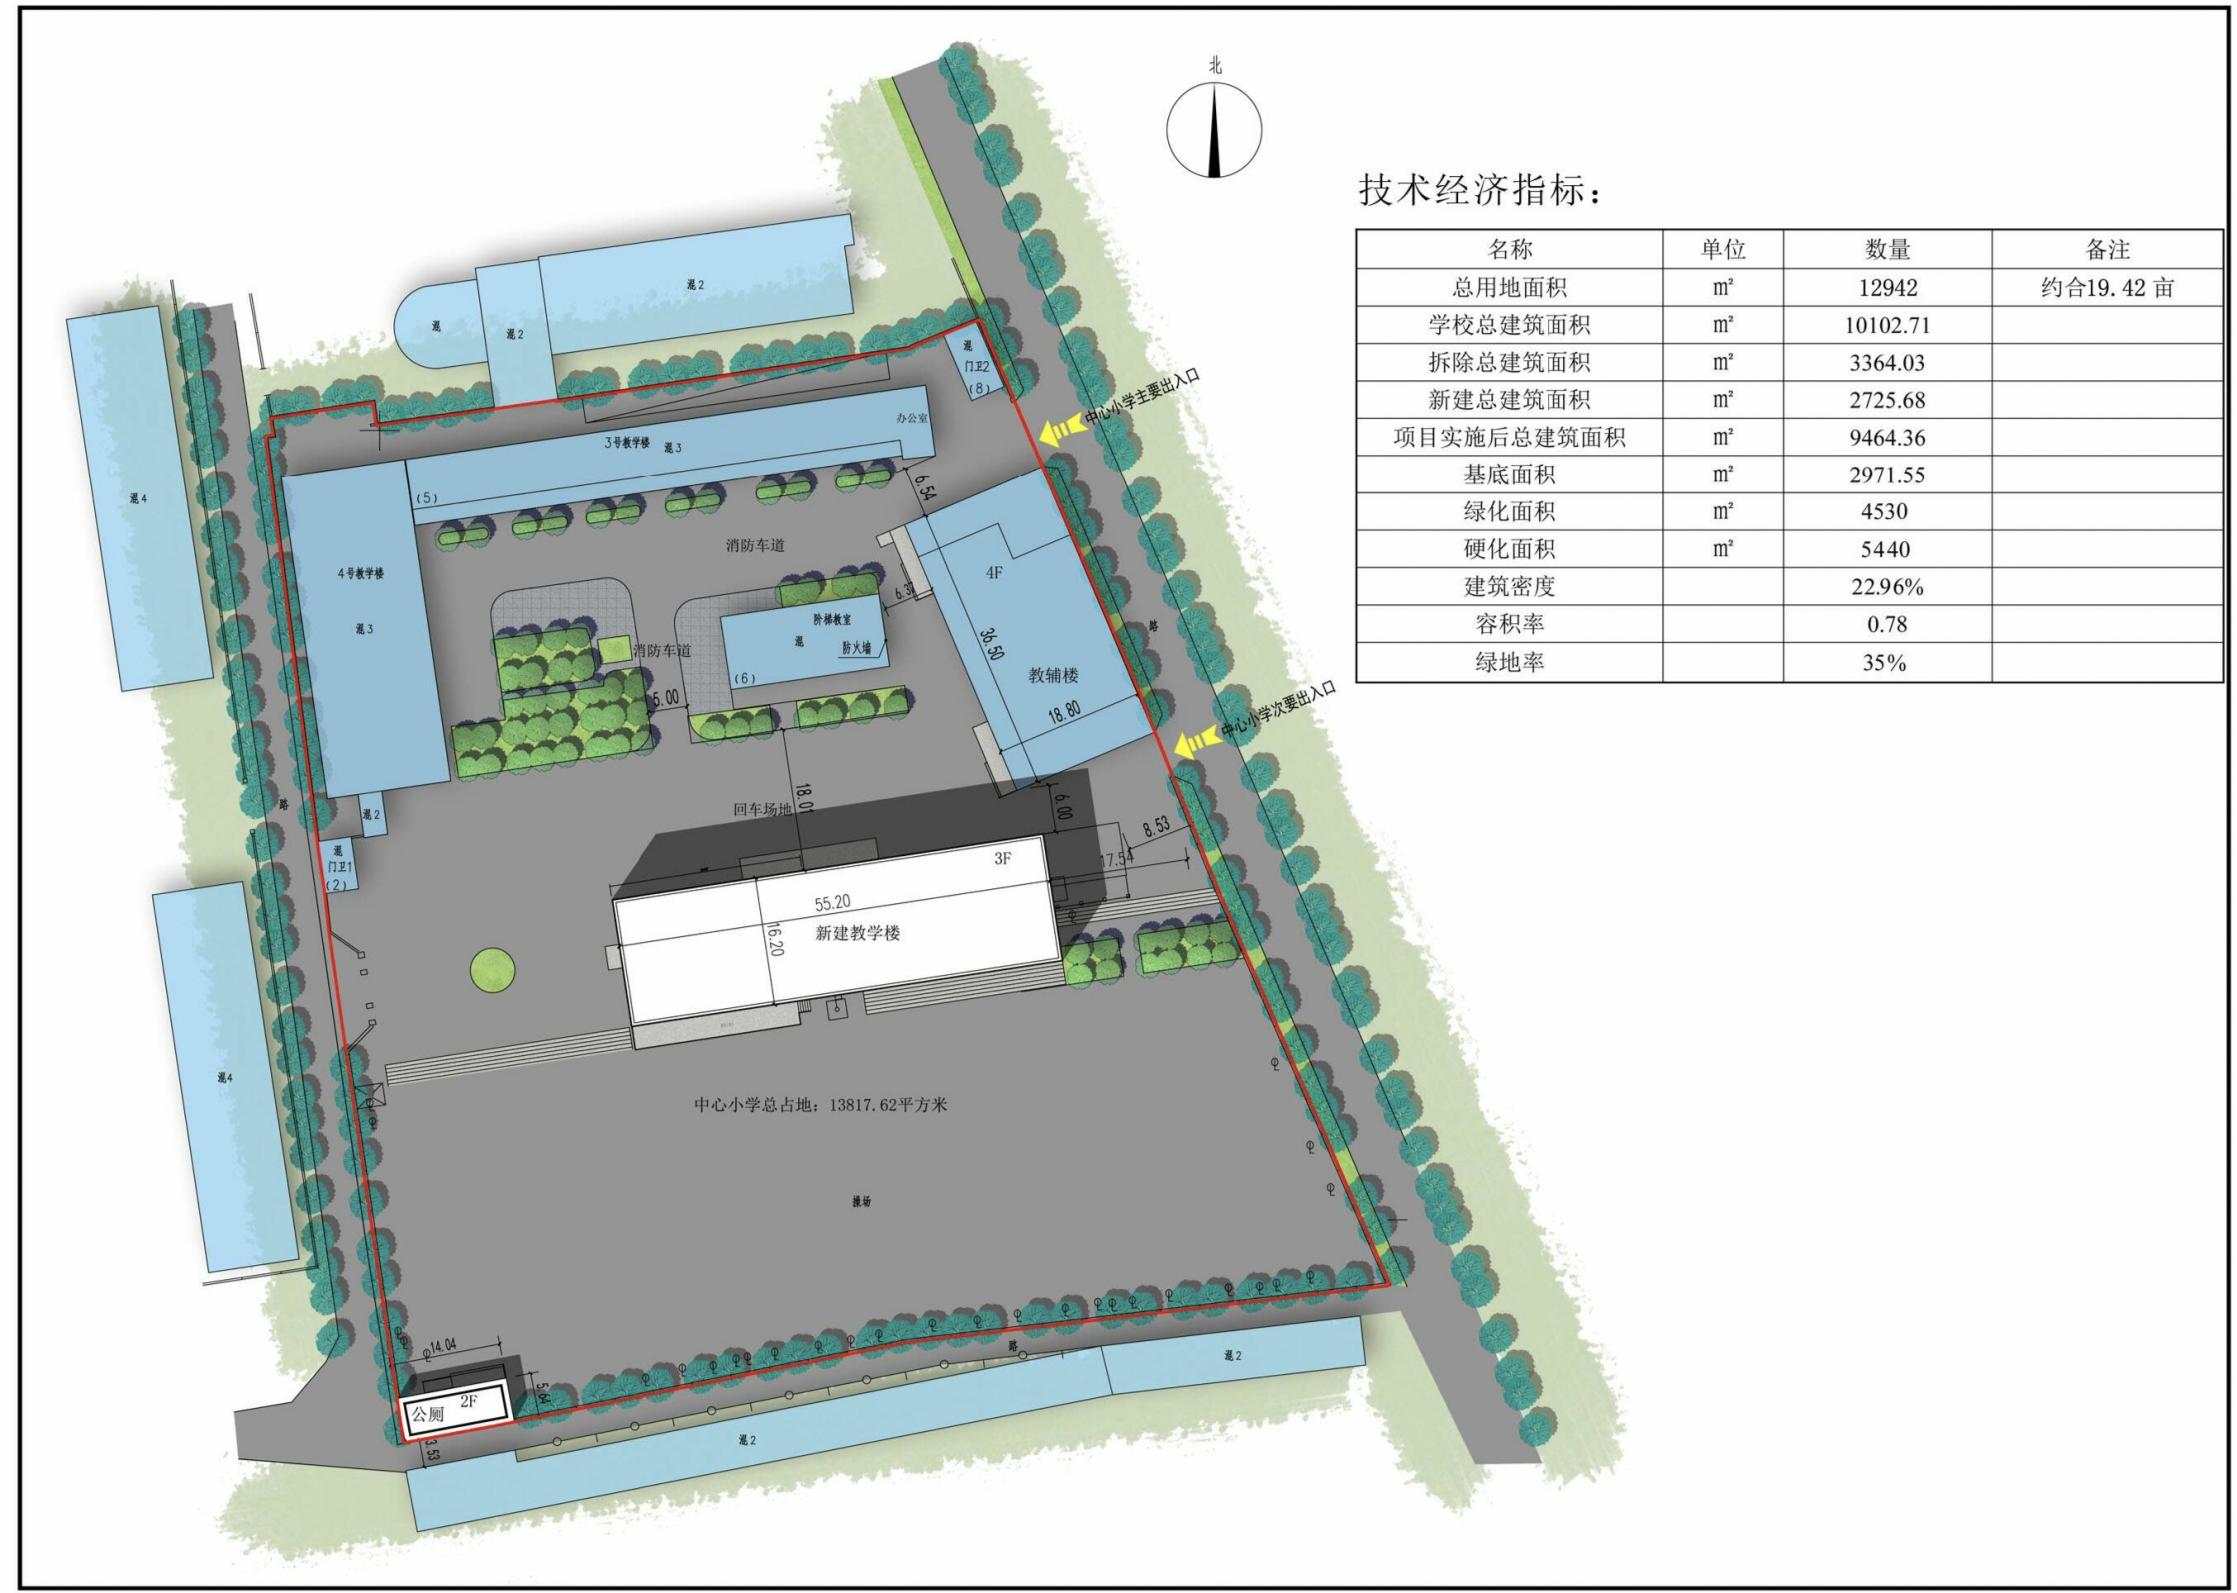 北
技术经济指标：
名称 单位 数量 备注
总用地面积 m² 12942 约合19.42 亩
学校总建筑面积 m² 10102.71
拆除总建筑面积 m² 3364.03
新建总建筑面积 m² 2725.68
项目实施后总建筑面积 m² 9464.36
基底面积 m² 2971.55
绿化面积 m² 4530
硬化面积 m² 5440
建筑密度 22.96%
容积率 0.78
绿地率 35%
混2
混
混2
混
门卫2
(8)
中心小学主要出入口
办公室
3号教学楼
混3
(5)
混4
6.54
消防车道
4F
4号教学楼
混3
6.37
阶梯教室
混
防火墙
路
36.50
消防车道
教辅楼
(6)
5.00
18.80
中心小学次要出入口
18.01
回车场地
6.00
路
混2
8.53
混
门卫1
(2)
3F
17.54
55.20
新建教学楼
16.20
混4
中心小学总占地：13817.62平方米
操场
14.04
路
混2
5.64
2F
公厕
3.53
混2